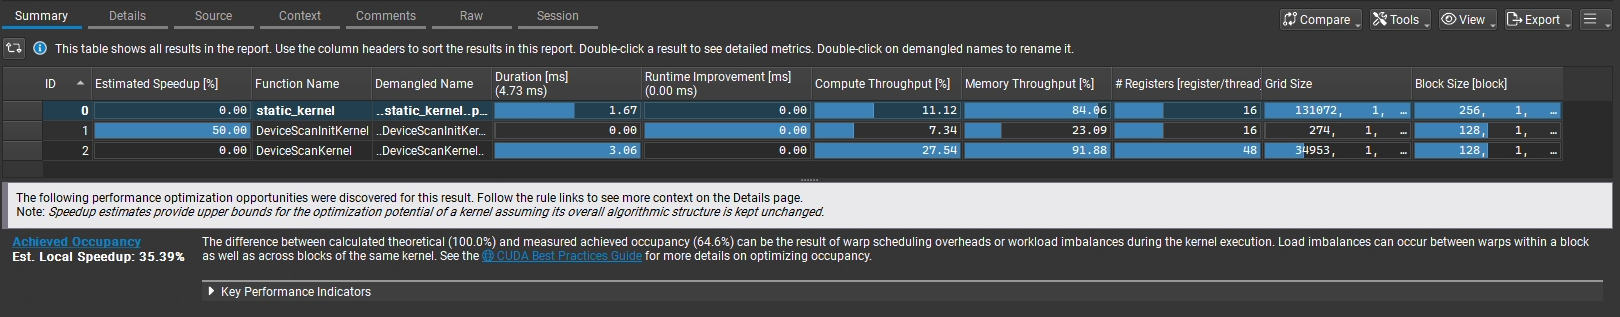 Summary Details Source Context Comments Raw Session Compare Tools View Export
This table shows all results in the report. Use the column headers to sort the results in this report. Double-click a result to see detailed metrics. Double-click on demangled names to rename it.
ID Estimated Speedup [%] Function Name Demangled Name Duration [ms] (4.73 ms) Runtime Improvement [ms] (0.00 ms) Compute Throughput [%] Memory Throughput [%] # Registers [register/thread] Grid Size Block Size [block]
0 0.00 static_kernel ..static_kernel..p... 1.67 0.00 11.12 84.06 16 131072, 1, ... 256, 1, ...
1 50.00 DeviceScanInitKernel ..DeviceScanInitKer... 0.00 0.00 7.34 23.09 16 274, 1, ... 128, 1, ...
2 0.00 DeviceScanKernel ..DeviceScanKernel... 3.06 0.00 27.54 91.88 48 34953, 1, ... 128, 1, ...
The following performance optimization opportunities were discovered for this result. Follow the rule links to see more context on the Details page.
Note: Speedup estimates provide upper bounds for the optimization potential of a kernel assuming its overall algorithmic structure is kept unchanged.
Achieved Occupancy The difference between calculated theoretical (100.0%) and measured achieved occupancy (64.6%) can be the result of warp scheduling overheads or workload imbalances during the kernel execution. Load imbalances can occur between warps within a block
Est. Local Speedup: 35.39% as well as across blocks of the same kernel. See the CUDA Best Practices Guide for more details on optimizing occupancy.
Key Performance Indicators